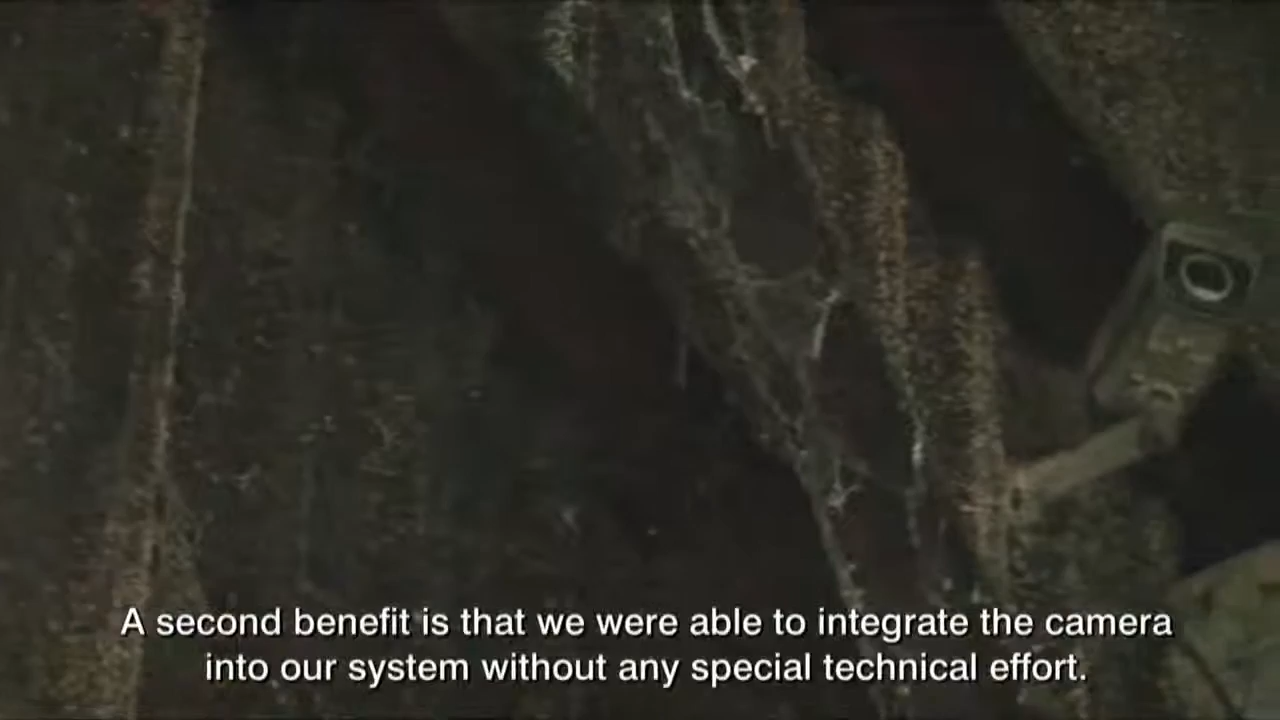 A second benefit is that we were able to integrate the camera
into our system without any special technical effort.